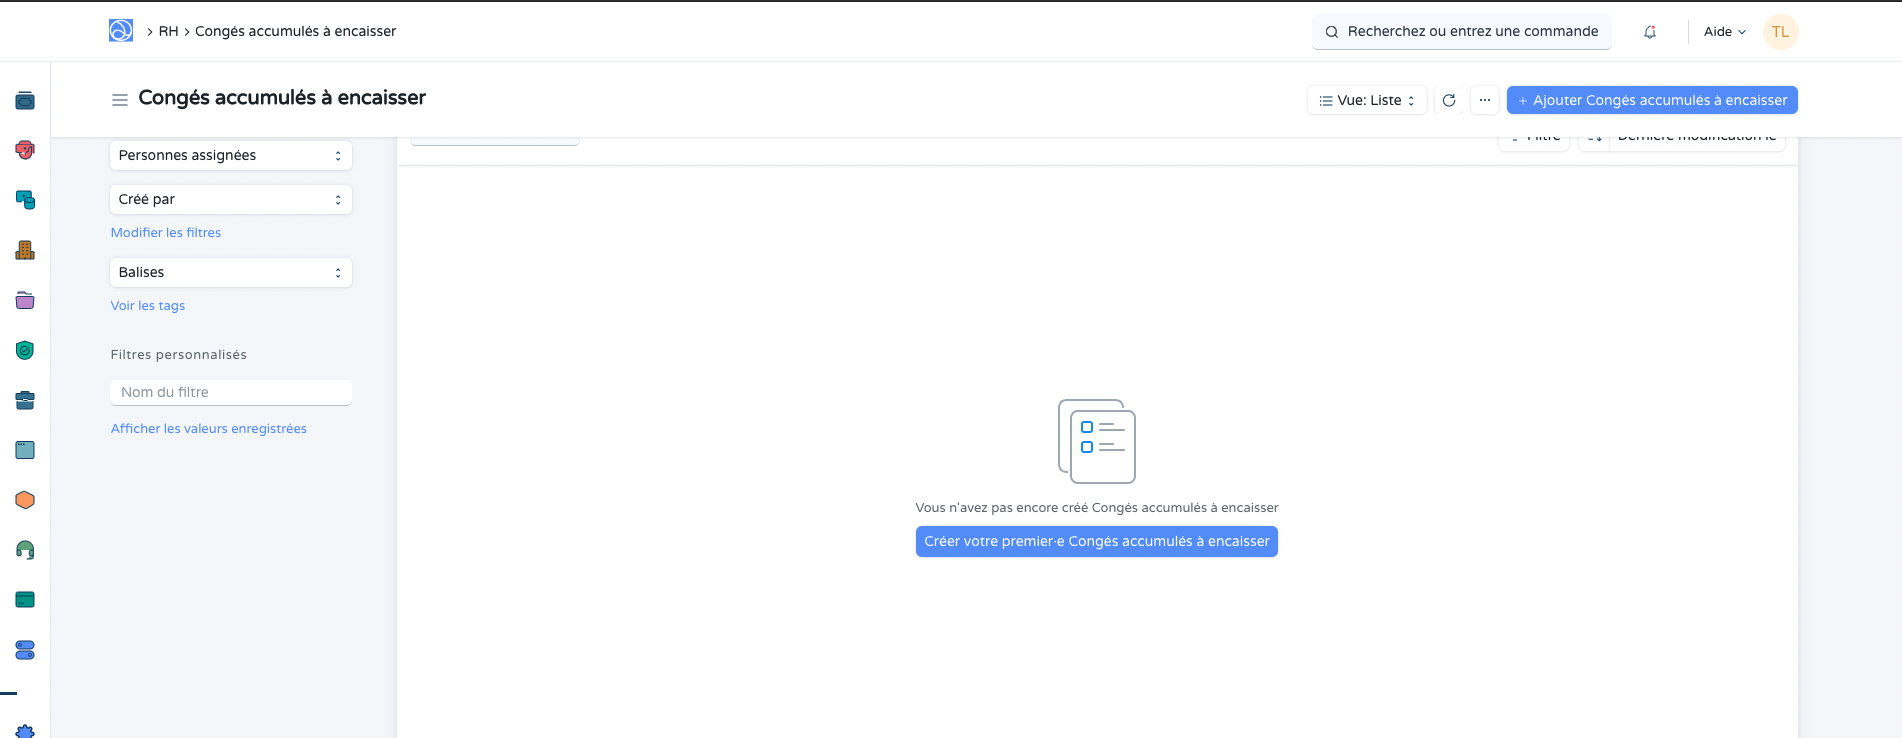 RH > Congés accumulés à encaisser
Recherchez ou entrez une commande
Aide
TL
Congés accumulés à encaisser
Vue: Liste
...
+ Ajouter Congés accumulés à encaisser
Filtre
Dernière modification le
Personnes assignées
Créé par
Modifier les filtres
Balises
Voir les tags
Filtres personnalisés
Nom du filtre
Afficher les valeurs enregistrées
Vous n'avez pas encore créé Congés accumulés à encaisser
Créer votre premier·e Congés accumulés à encaisser